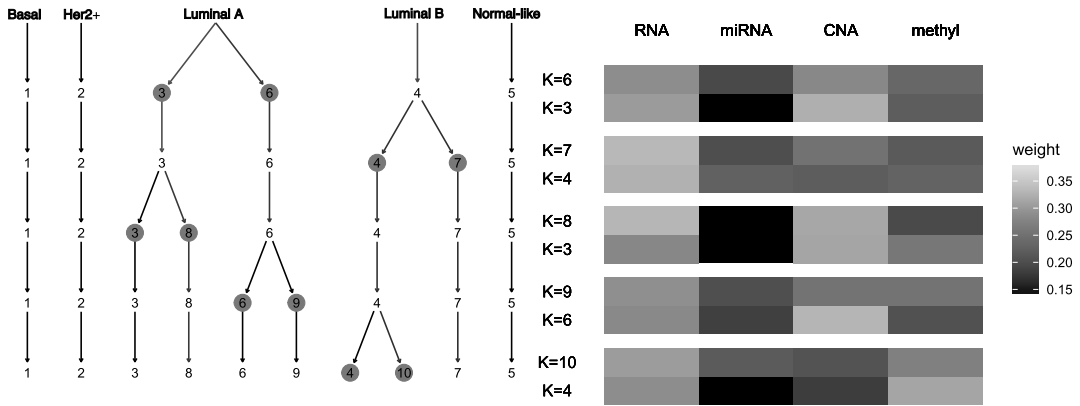 Basal Her2+ Luminal A Luminal B Normal-like
1 2 3 6 4 5
1 2 3 6 4 7 5
1 2 3 8 6 4 7 5
1 2 3 8 6 9 4 7 5
1 2 3 8 6 9 4 10 7 5
RNA miRNA CNA methyl
K=6
K=3
K=7
K=4
K=8
K=3
K=9
K=6
K=10
K=4
weight
0.35
0.30
0.25
0.20
0.15